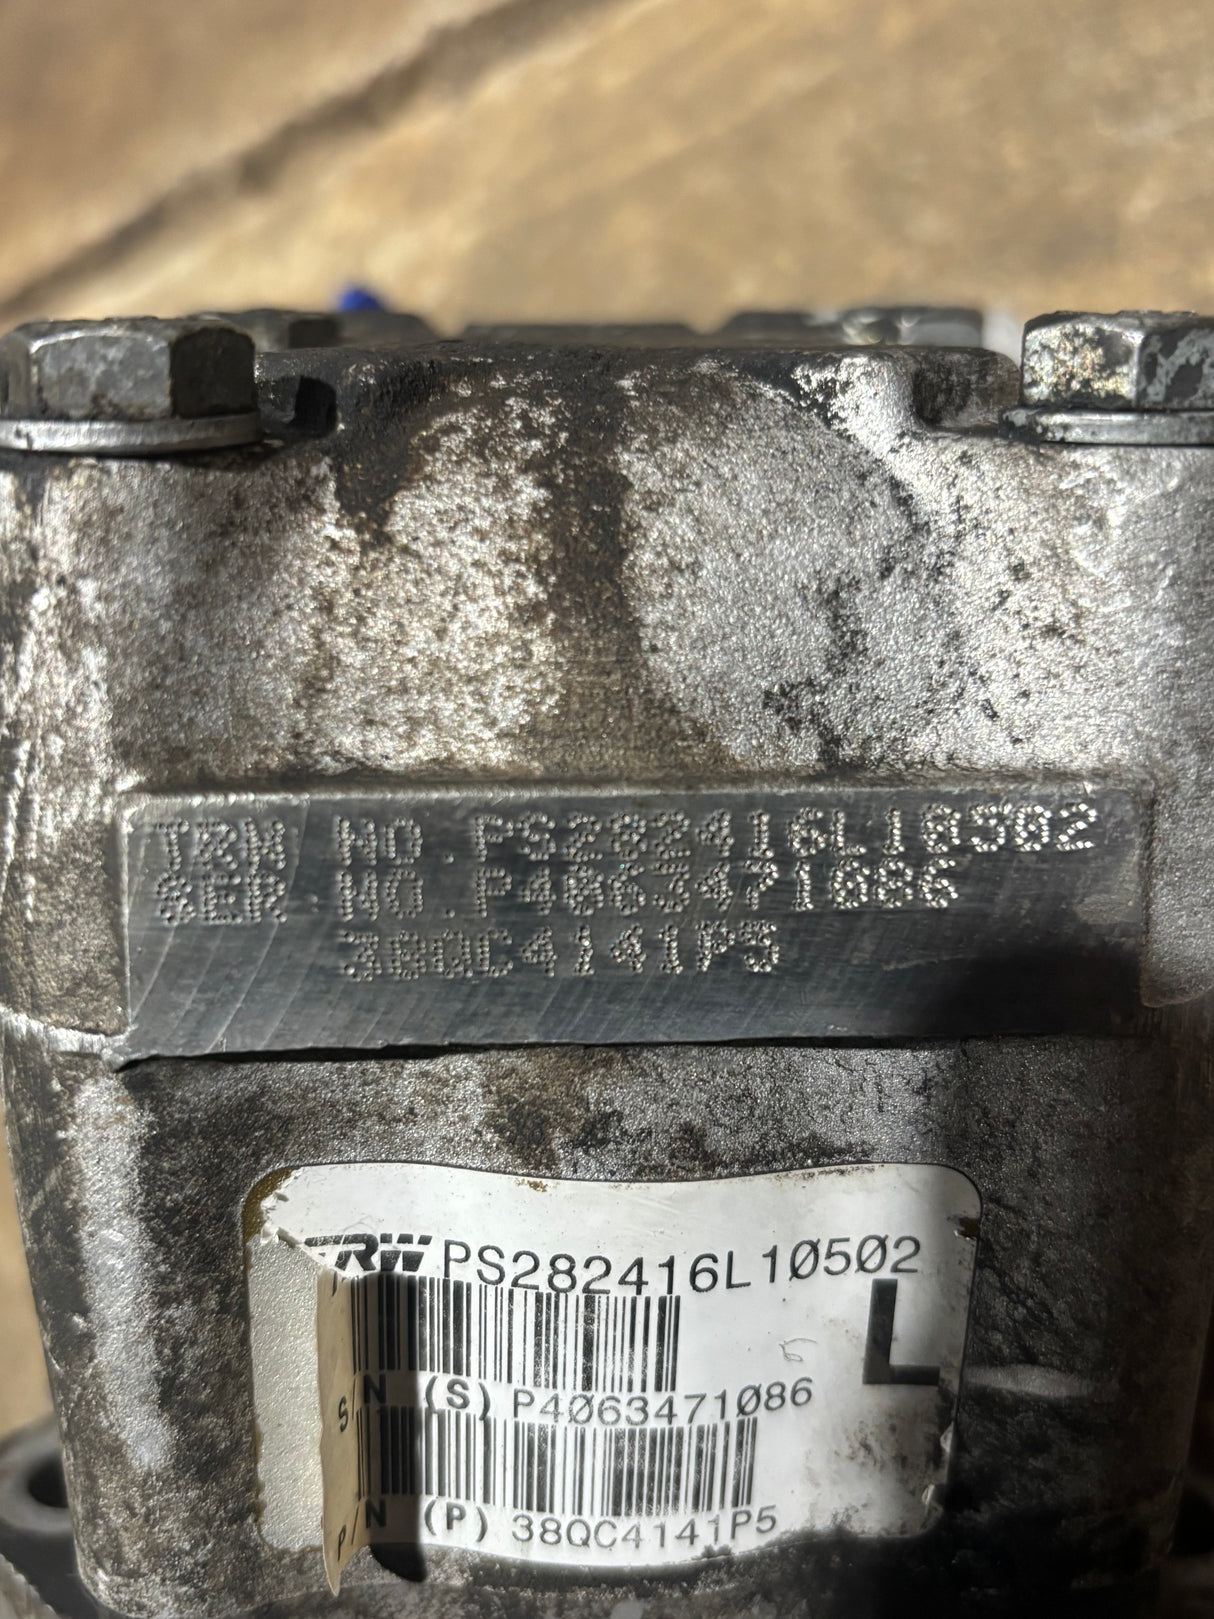 TRW NO.PS282416L10502
SER.NO.P4063471086
38QC4141P5
TRW PS282416L10502
L
S/N (S) P4063471086
P/N (P) 38QC4141P5